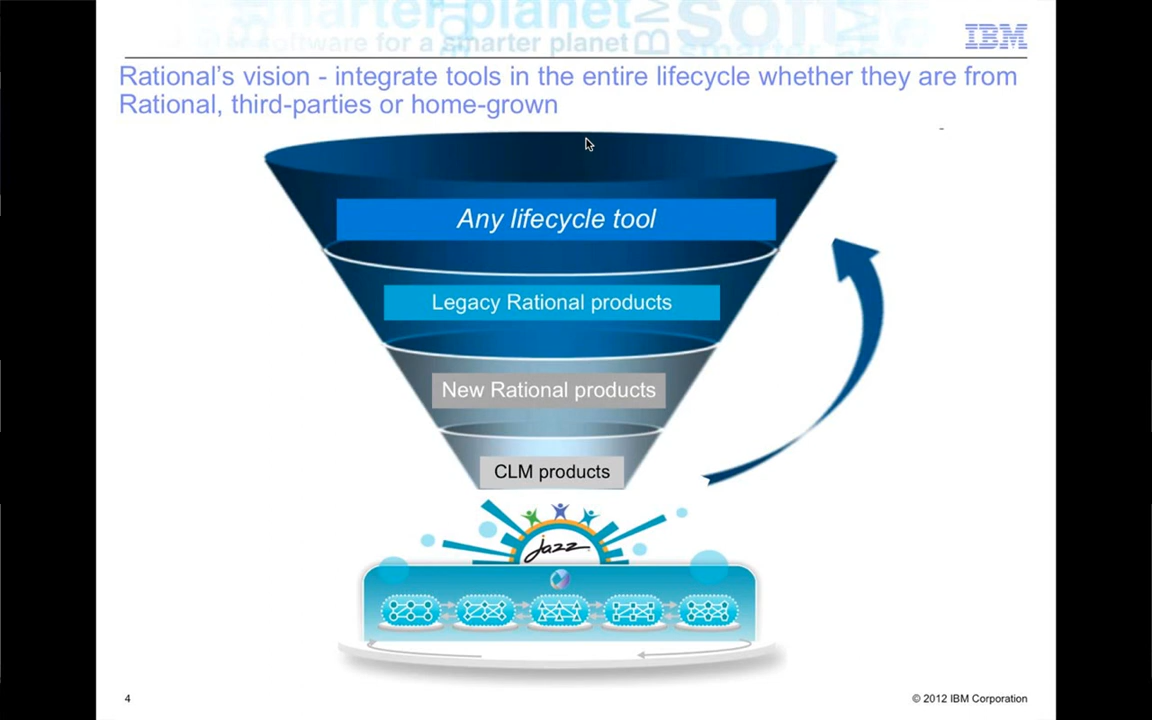 smarter planet
software for a smarter planet
IBM
soft
IBM
Rational's vision - integrate tools in the entire lifecycle whether they are from
Rational, third-parties or home-grown
Any lifecycle tool
Legacy Rational products
New Rational products
CLM products
jazz
4
© 2012 IBM Corporation